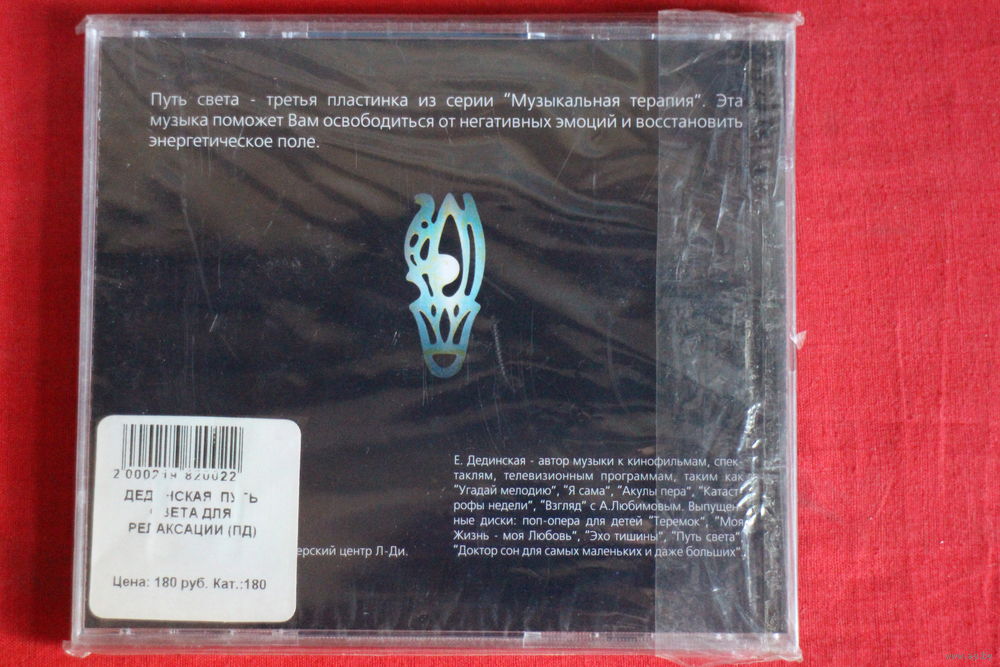 Путь света - третья пластинка из серии "Музыкальная терапия". Эта
музыка поможет Вам освободиться от негативных эмоций и восстановить
энергетическое поле.
2 000219 820022
ДЕД НСКАЯ ПУТЬ
ВЕТА ДЛЯ
РЕЛАКСАЦИИ (ПД)
Цена: 180 руб. Кат.:180
ерский центр Л-Ди.
Е. Дединская - автор музыки к кинофильмам, спек-
таклям, телевизионным программам, таким как
"Угадай мелодию", "Я сама", "Акулы пера", "Катаст
рофы недели", "Взгляд" с А.Любимовым. Выпущен-
ные диски: поп-опера для детей "Теремок", "Моя
Жизнь - моя Любовь", "Эхо тишины", "Путь света",
"Доктор сон для самых маленьких и даже больших".